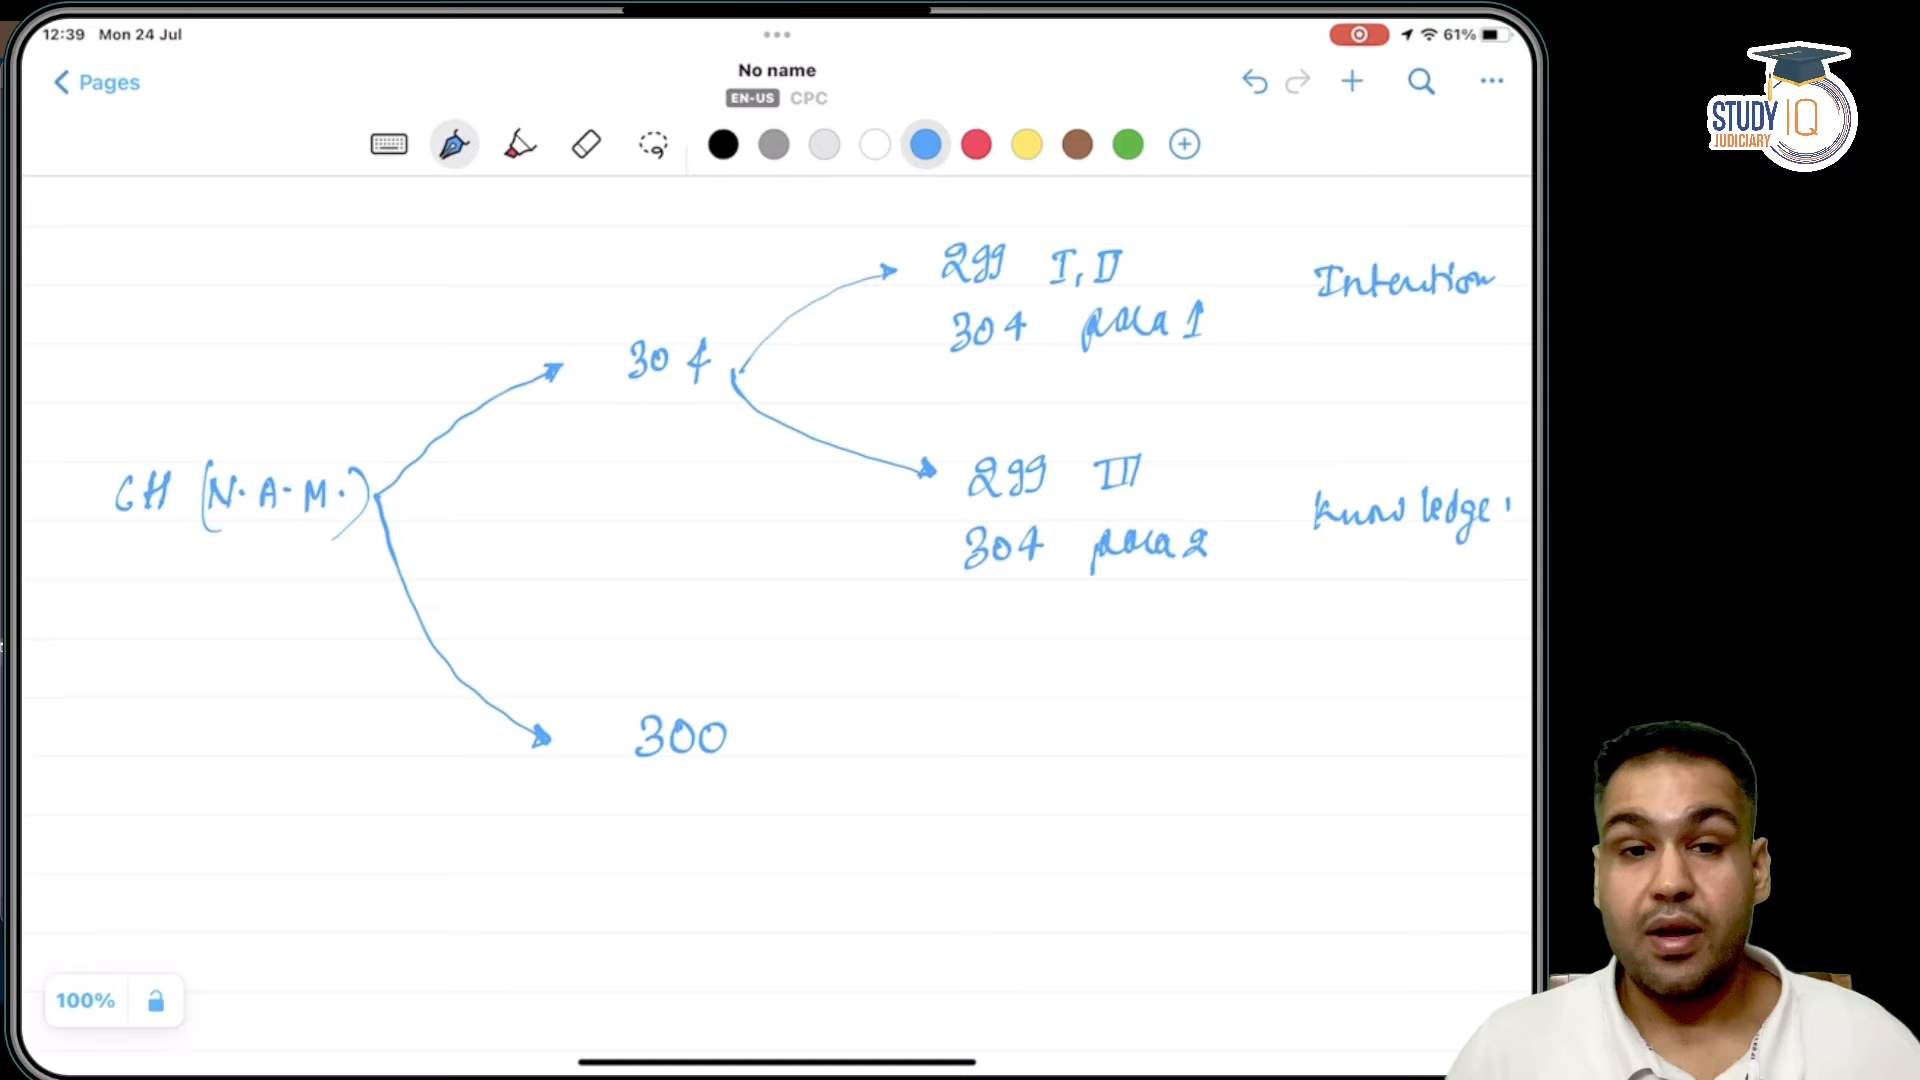 12:39 Mon 24 Jul
61%
Pages
No name
EN-US CPC
STUDY IQ
JUDICIARY
299 I, II
Intention
304 para 1
304
CH (N.A.M.)
299 III
Knowledge
304 para 2
300
100%